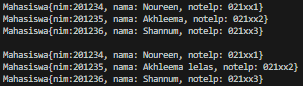 Mahasiswa{nim:201234, nama: Noureen, notelp: 021xx1}
Mahasiswa{nim:201235, nama: Akhleema, notelp: 021xx2}
Mahasiswa{nim:201236, nama: Shannum, notelp: 021xx3}
Mahasiswa{nim:201234, nama: Noureen, notelp: 021xx1}
Mahasiswa{nim:201235, nama: Akhleema lelas, notelp: 021xx2}
Mahasiswa{nim:201236, nama: Shannum, notelp: 021xx3}